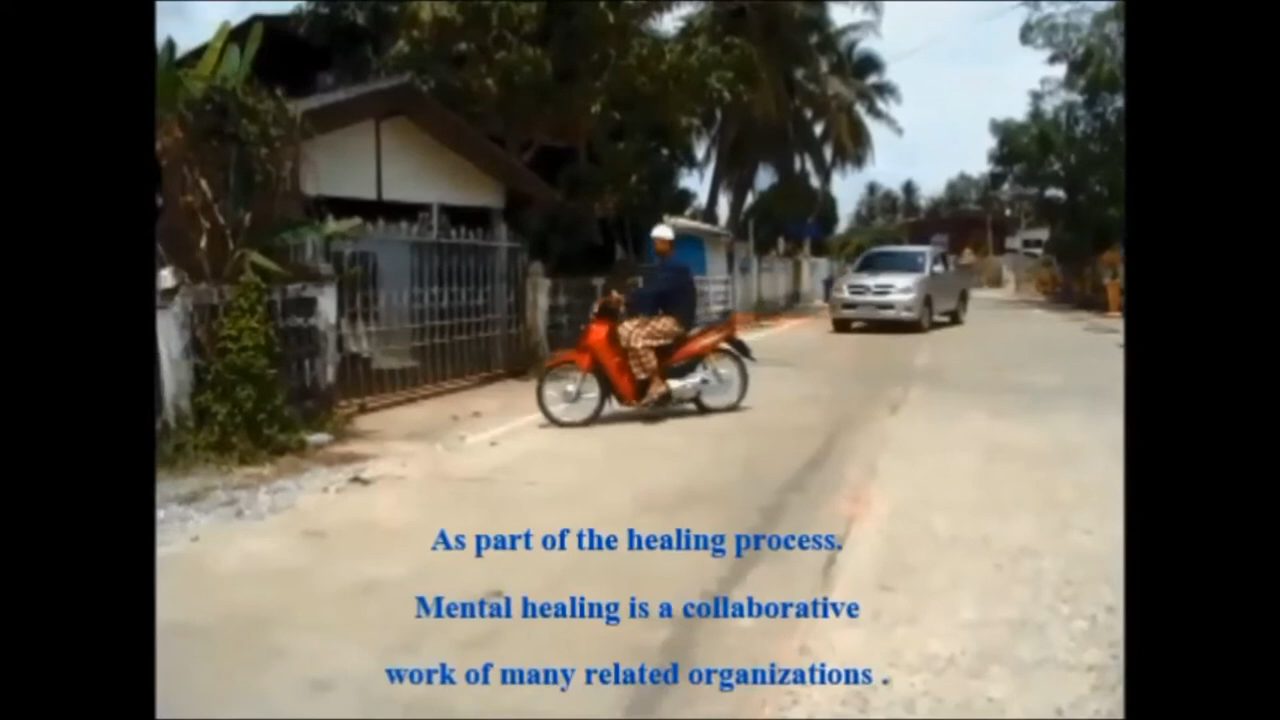 As part of the healing process.
Mental healing is a collaborative
work of many related organizations .